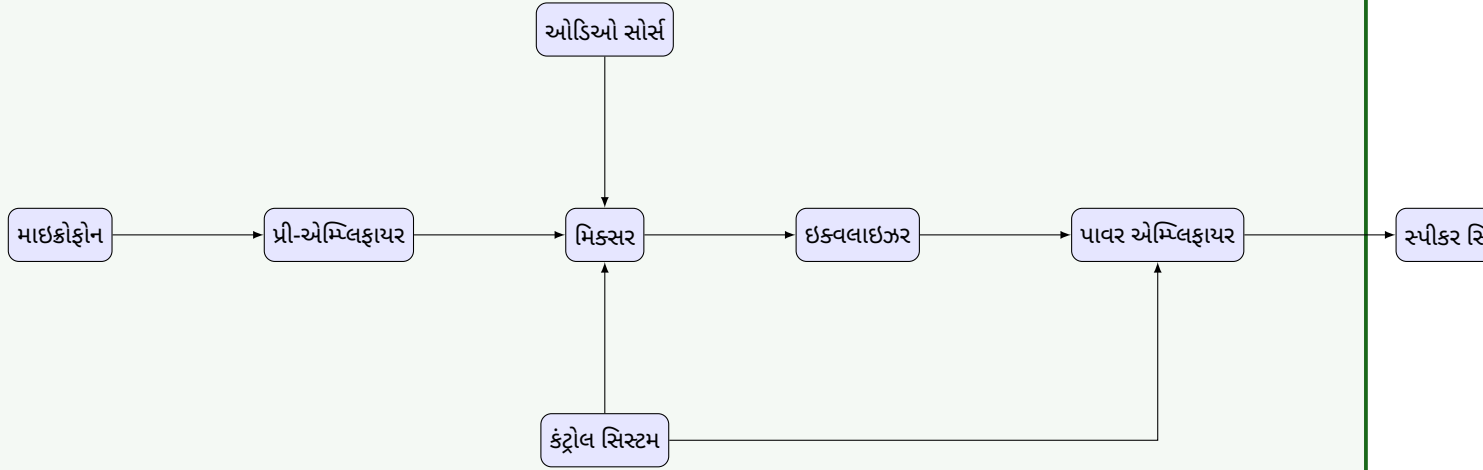 ઓડિઓ સોર્સ
માઇક્રોફોન
પ્રી-એમ્પ્લિફાયર
મિક્સર
ઇક્વલાઇઝર
પાવર એમ્પ્લિફાયર
સ્પીકર
કંટ્રોલ સિસ્ટમ